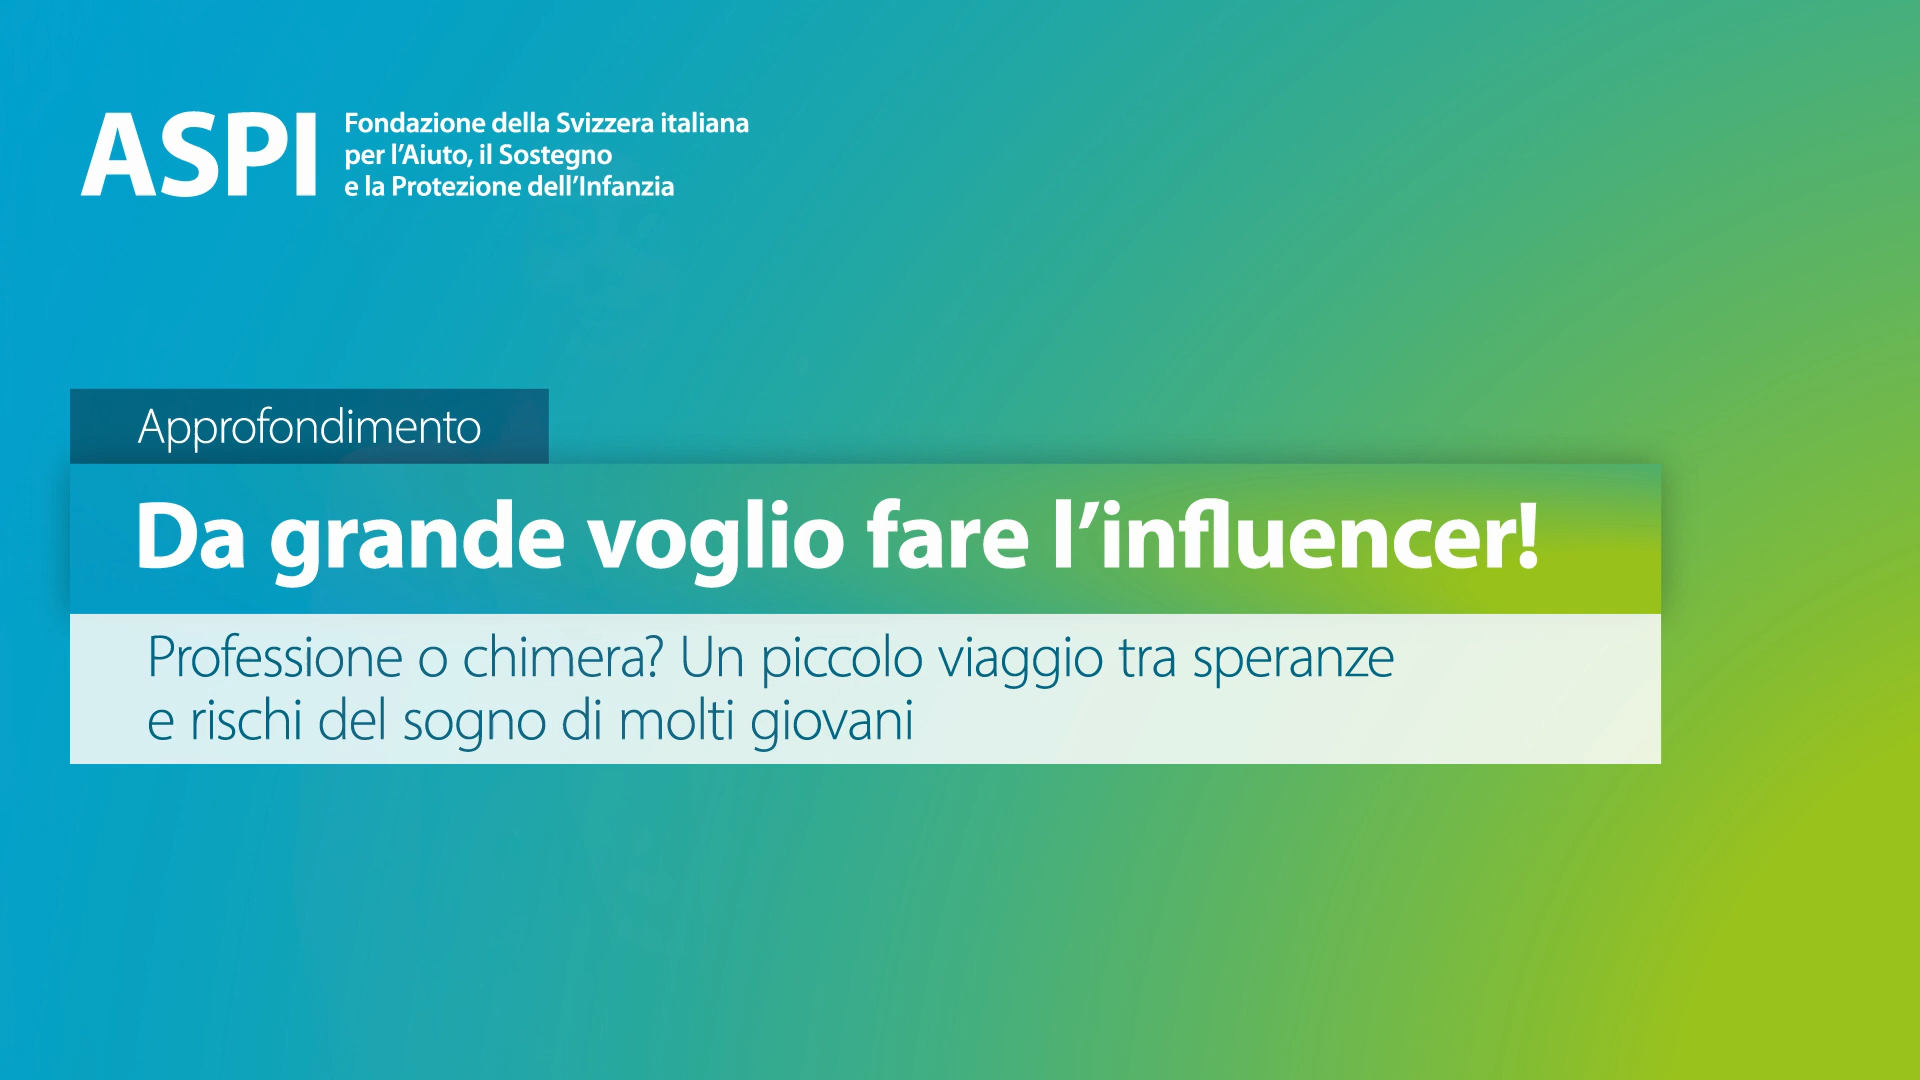 ASPI
Fondazione della Svizzera italiana
per l’Aiuto, il Sostegno
e la Protezione dell’Infanzia
Approfondimento
Da grande voglio fare l’influencer!
Professione o chimera? Un piccolo viaggio tra speranze
e rischi del sogno di molti giovani